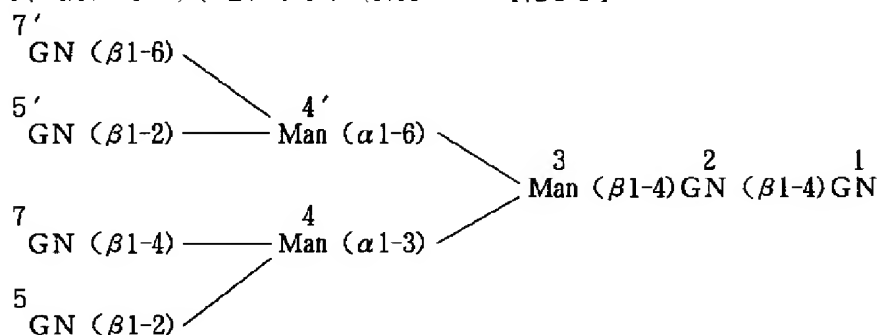 7′
GN (β1-6)
5′ 4′
GN (β1-2) Man (α1-6)
3 2 1
Man (β1-4)GN (β1-4)GN
7 4
GN (β1-4) Man (α1-3)
5
GN (β1-2)